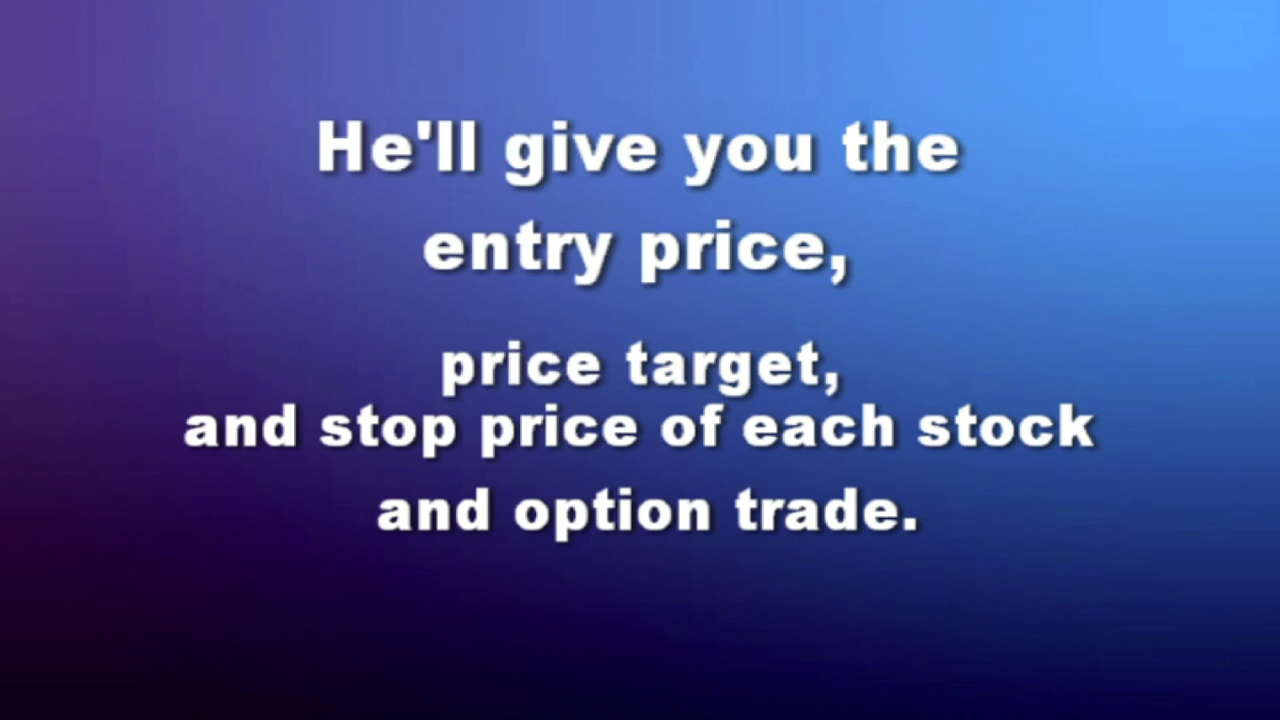 He'll give you the
entry price,
price target,
and stop price of each stock
and option trade.